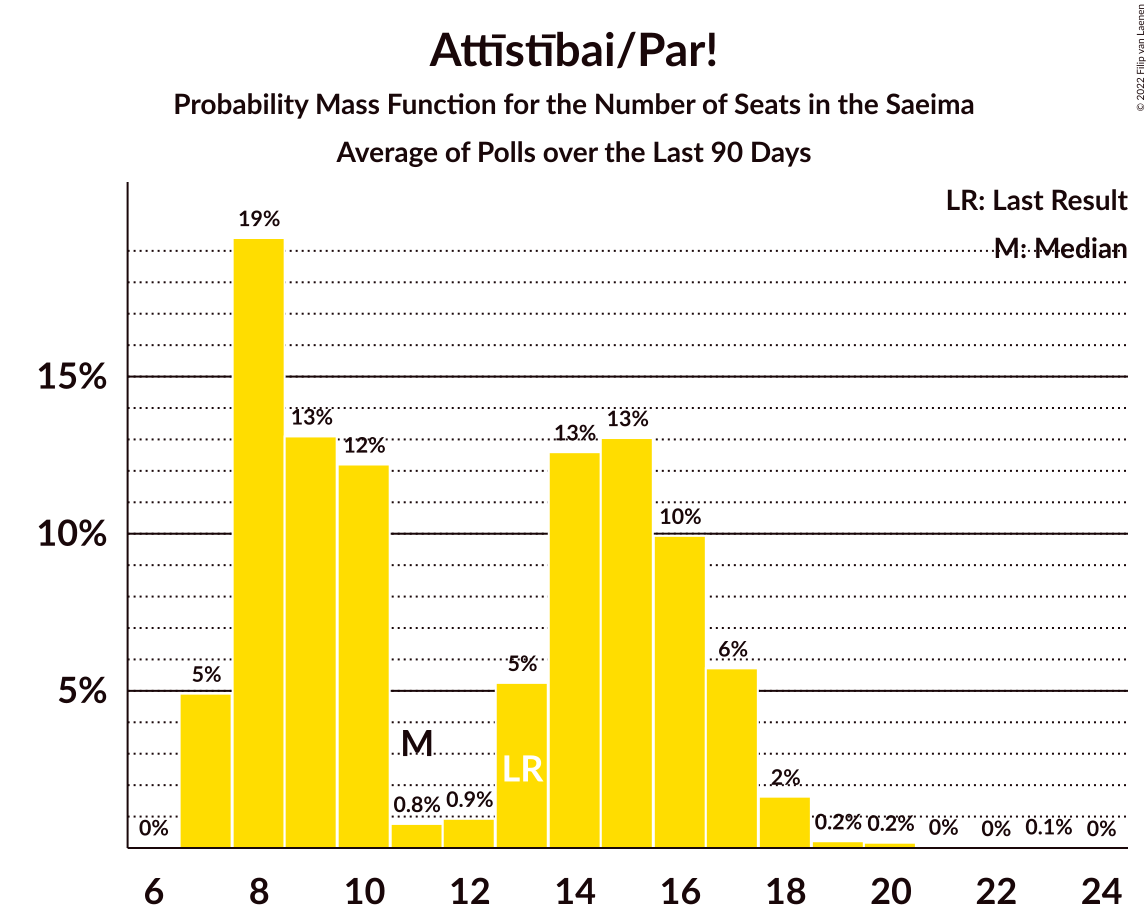 Attīstībai/Par!
Probability Mass Function for the Number of Seats in the Saeima
Average of Polls over the Last 90 Days
© 2022 Filip van Laenen
LR: Last Result
M: Median
15%
10%
5%
0%
5%
19%
13%
12%
0.8%
0.9%
5%
13%
13%
10%
6%
2%
0.2%
0.2%
0%
0%
0.1%
0%
M
LR
6 8 10 12 14 16 18 20 22 24